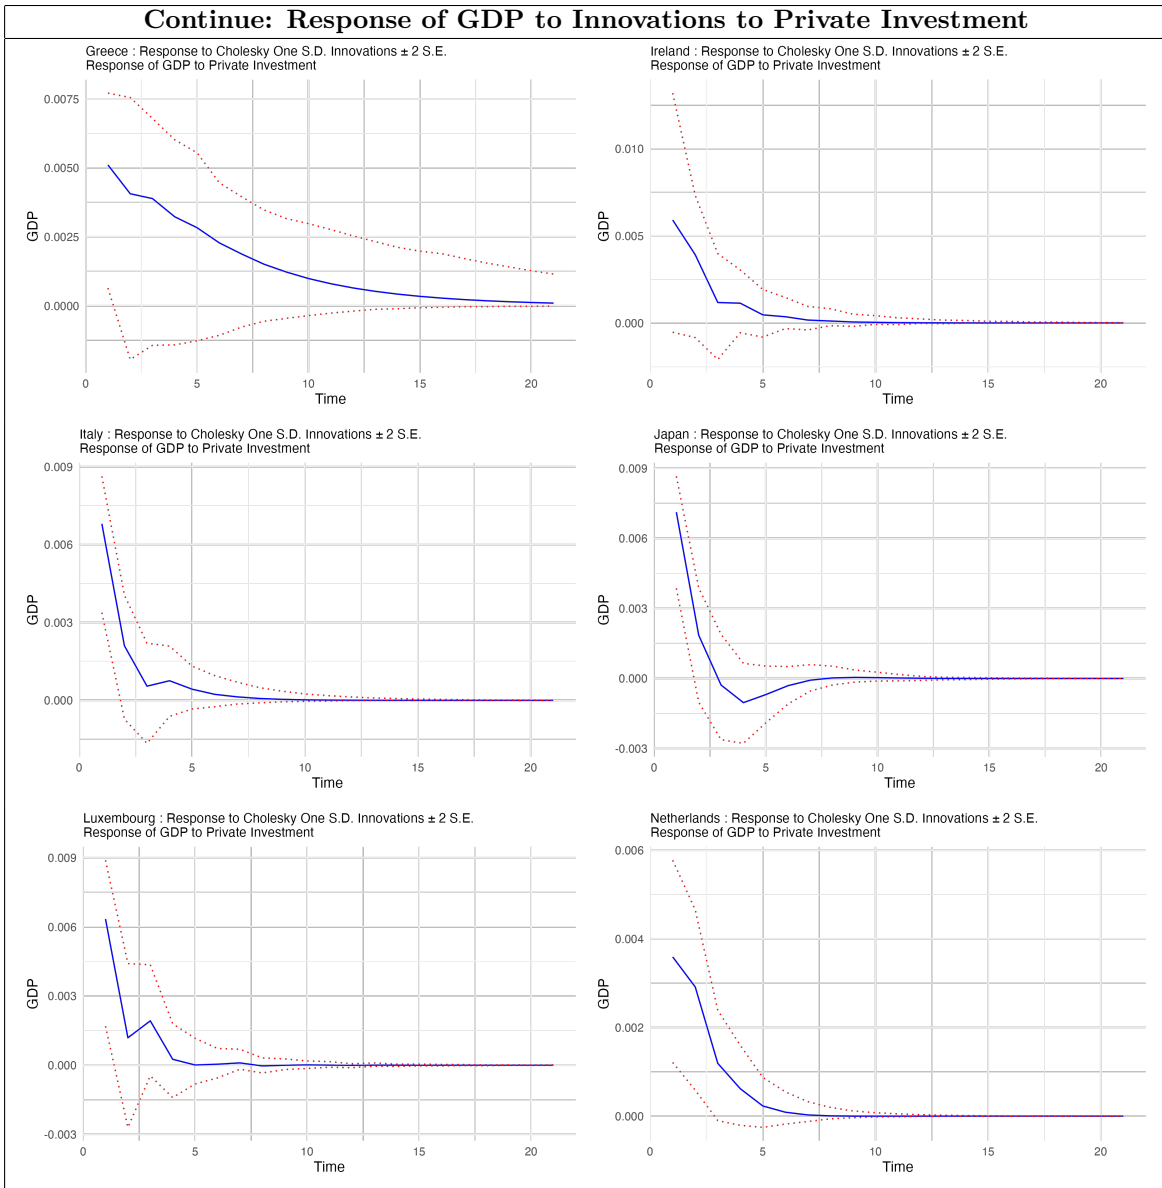 Continue: Response of GDP to Innovations to Private Investment
Greece : Response to Cholesky One S.D. Innovations ± 2 S.E.
Response of GDP to Private Investment
0.0075
0.0050
0.0025
0.0000
GDP
0 5 10 15 20
Time
Ireland : Response to Cholesky One S.D. Innovations ± 2 S.E.
Response of GDP to Private Investment
0.010
0.005
0.000
GDP
0 5 10 15 20
Time
Italy : Response to Cholesky One S.D. Innovations ± 2 S.E.
Response of GDP to Private Investment
0.009
0.006
0.003
0.000
GDP
0 5 10 15 20
Time
Japan : Response to Cholesky One S.D. Innovations ± 2 S.E.
Response of GDP to Private Investment
0.009
0.006
0.003
0.000
-0.003
GDP
0 5 10 15 20
Time
Luxembourg : Response to Cholesky One S.D. Innovations ± 2 S.E.
Response of GDP to Private Investment
0.009
0.006
0.003
0.000
-0.003
GDP
0 5 10 15 20
Time
Netherlands : Response to Cholesky One S.D. Innovations ± 2 S.E.
Response of GDP to Private Investment
0.006
0.004
0.002
0.000
GDP
0 5 10 15 20
Time